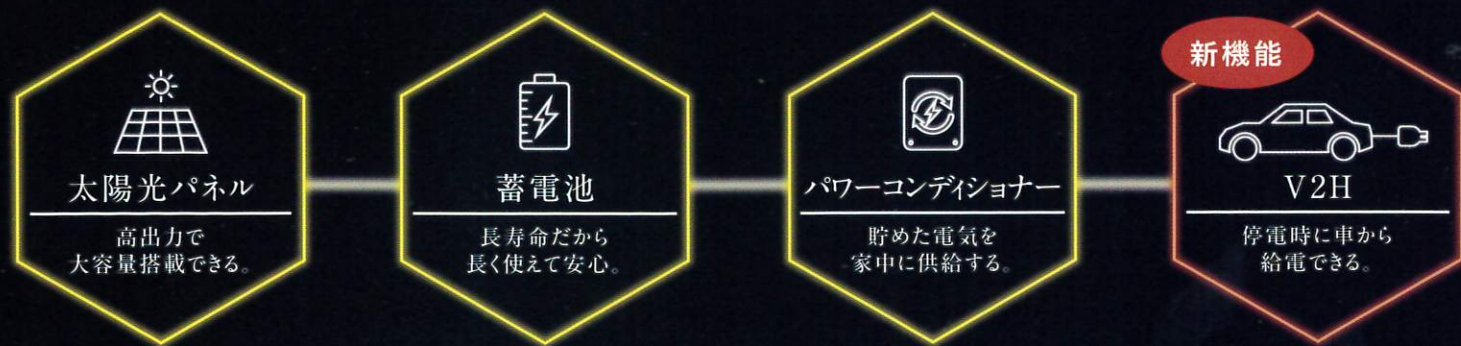 太陽光パネル
高出力で
大容量搭載できる。
蓄電池
長寿命だから
長く使えて安心。
パワーコンディショナー
貯めた電気を
家中に供給する。
新機能
V2H
停電時に車から
給電できる。